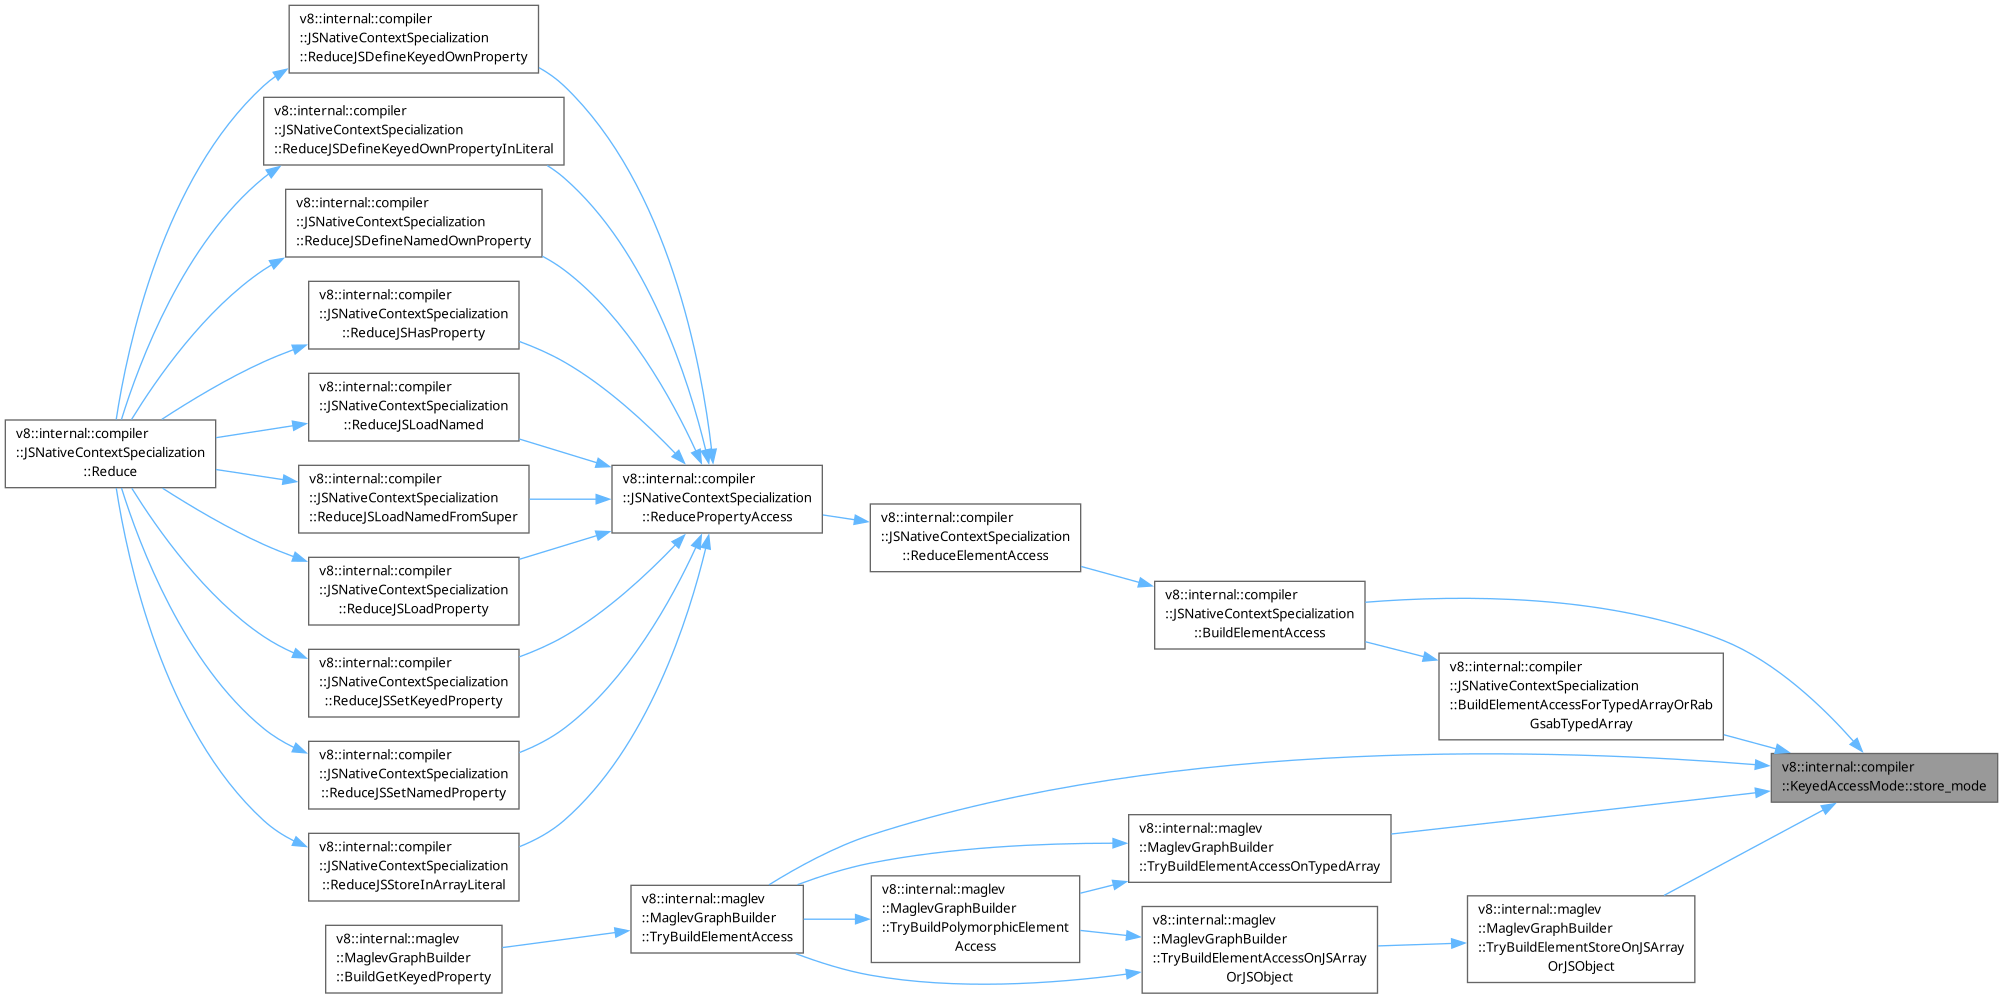 v8::internal::compiler
::JSNativeContextSpecialization
::ReduceJSDefineKeyedOwnProperty
v8::internal::compiler
::JSNativeContextSpecialization
::ReduceJSDefineKeyedOwnPropertyInLiteral
v8::internal::compiler
::JSNativeContextSpecialization
::ReduceJSDefineNamedOwnProperty
v8::internal::compiler
::JSNativeContextSpecialization
::ReduceJSHasProperty
v8::internal::compiler
::JSNativeContextSpecialization
::ReduceJSLoadNamed
v8::internal::compiler
::JSNativeContextSpecialization
::Reduce
v8::internal::compiler
::JSNativeContextSpecialization
::ReduceJSLoadNamedFromSuper
v8::internal::compiler
::JSNativeContextSpecialization
::ReducePropertyAccess
v8::internal::compiler
::JSNativeContextSpecialization
::ReduceElementAccess
v8::internal::compiler
::JSNativeContextSpecialization
::ReduceJSLoadProperty
v8::internal::compiler
::JSNativeContextSpecialization
::BuildElementAccess
v8::internal::compiler
::JSNativeContextSpecialization
::ReduceJSSetKeyedProperty
v8::internal::compiler
::JSNativeContextSpecialization
::BuildElementAccessForTypedArrayOrRab
GsabTypedArray
v8::internal::compiler
::JSNativeContextSpecialization
::ReduceJSSetNamedProperty
v8::internal::compiler
::KeyedAccessMode::store_mode
v8::internal::compiler
::JSNativeContextSpecialization
::ReduceJSStoreInArrayLiteral
v8::internal::maglev
::MaglevGraphBuilder
::TryBuildElementAccessOnTypedArray
v8::internal::maglev
::MaglevGraphBuilder
::TryBuildElementAccess
v8::internal::maglev
::MaglevGraphBuilder
::TryBuildPolymorphicElement
Access
v8::internal::maglev
::MaglevGraphBuilder
::TryBuildElementAccessOnJSArray
OrJSObject
v8::internal::maglev
::MaglevGraphBuilder
::TryBuildElementStoreOnJSArray
OrJSObject
v8::internal::maglev
::MaglevGraphBuilder
::BuildGetKeyedProperty